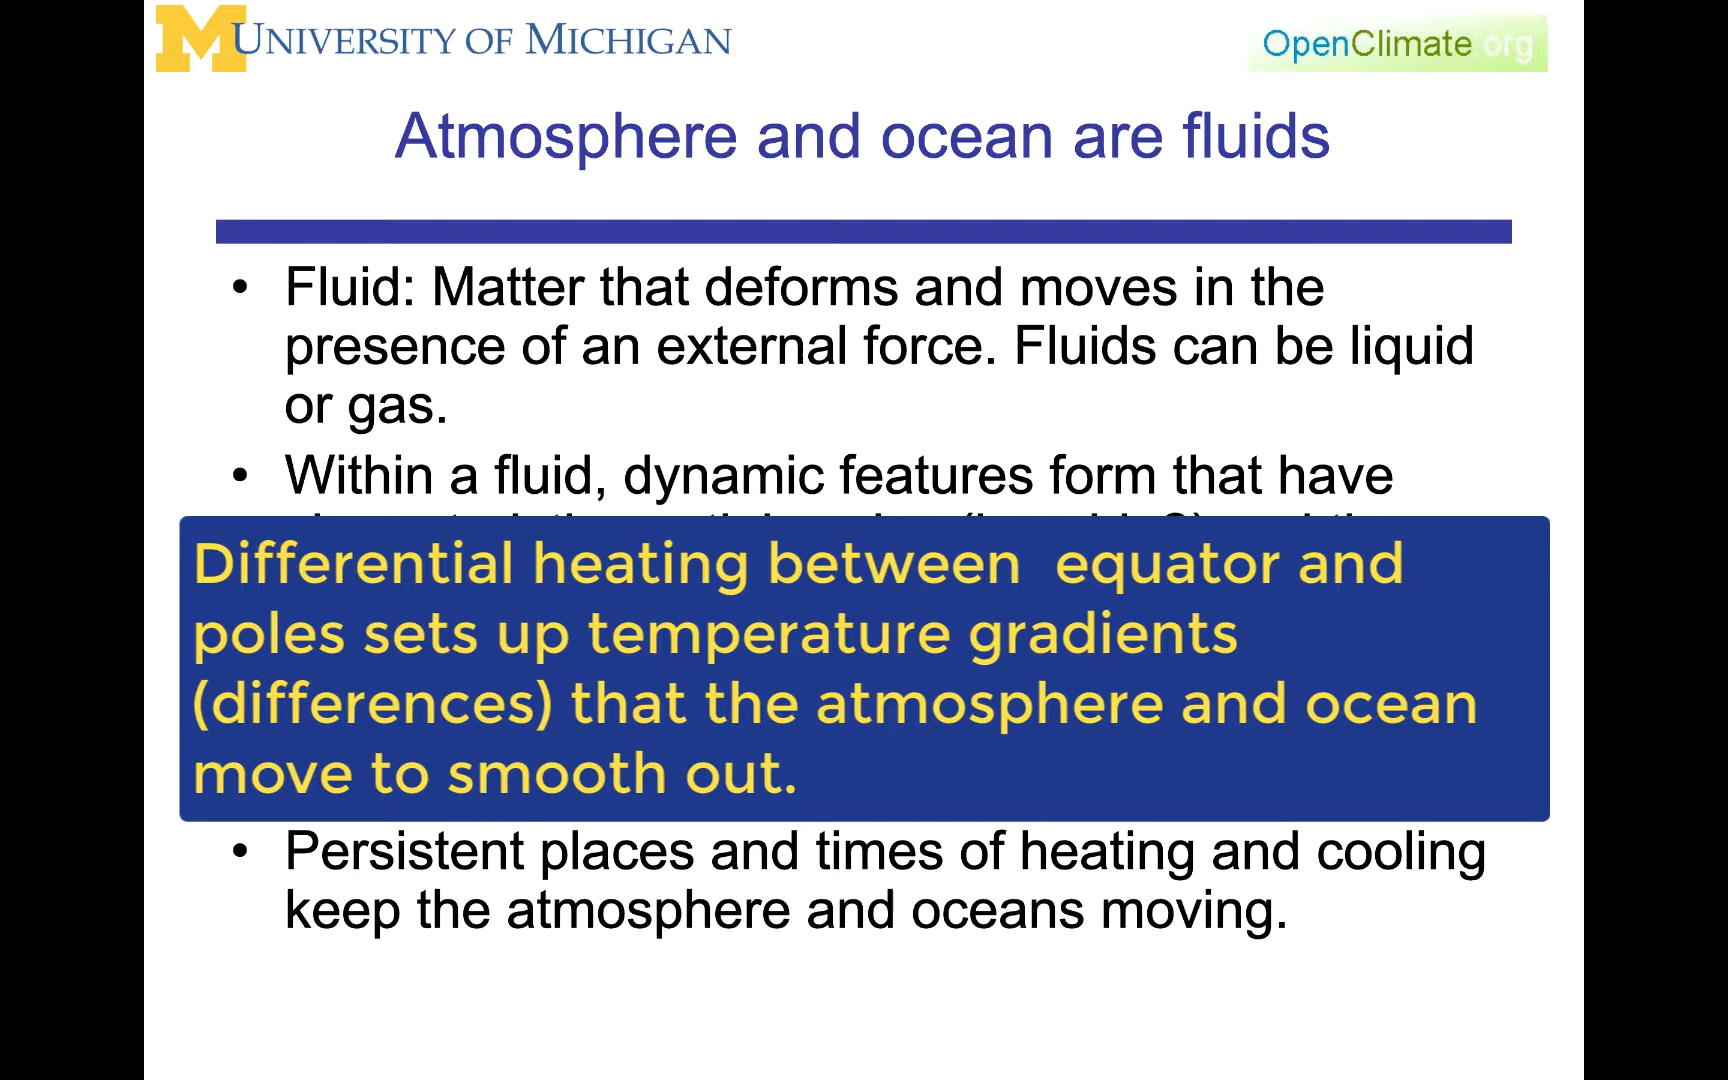 M UNIVERSITY OF MICHIGAN
OpenClimate.org
Atmosphere and ocean are fluids
• Fluid: Matter that deforms and moves in the
presence of an external force. Fluids can be liquid
or gas.
• Within a fluid, dynamic features form that have
Differential heating between  equator and
poles sets up temperature gradients
(differences) that the atmosphere and ocean
move to smooth out.
• Persistent places and times of heating and cooling
keep the atmosphere and oceans moving.